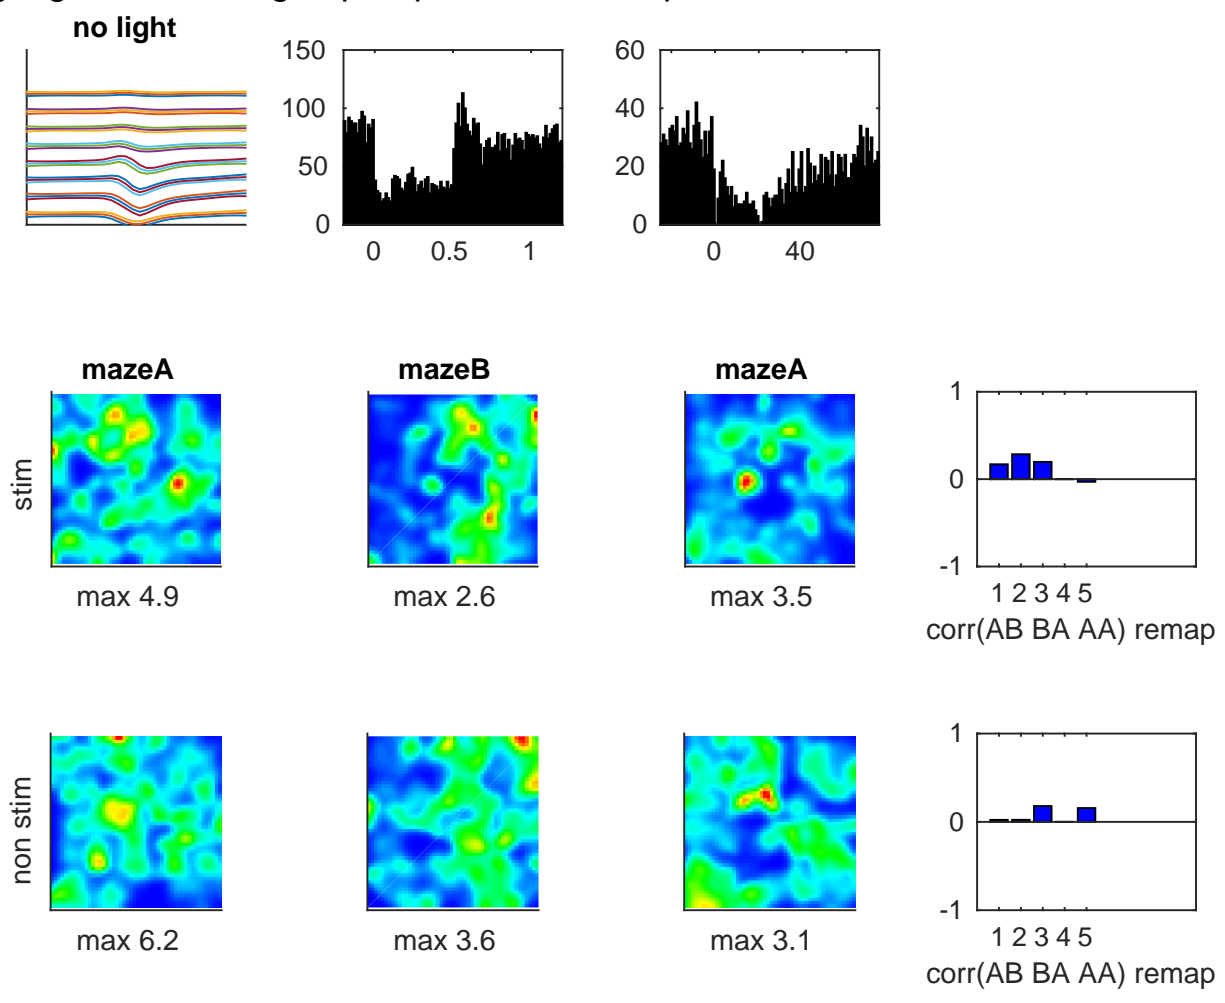 no light
150
100
50
0
0 0.5 1
60
40
20
0
0 40
mazeA mazeB mazeA
stim
max 4.9 max 2.6 max 3.5
1
0
-1
1 2 3 4 5
corr(AB BA AA) remap
non stim
max 6.2 max 3.6 max 3.1
1
0
-1
1 2 3 4 5
corr(AB BA AA) remap